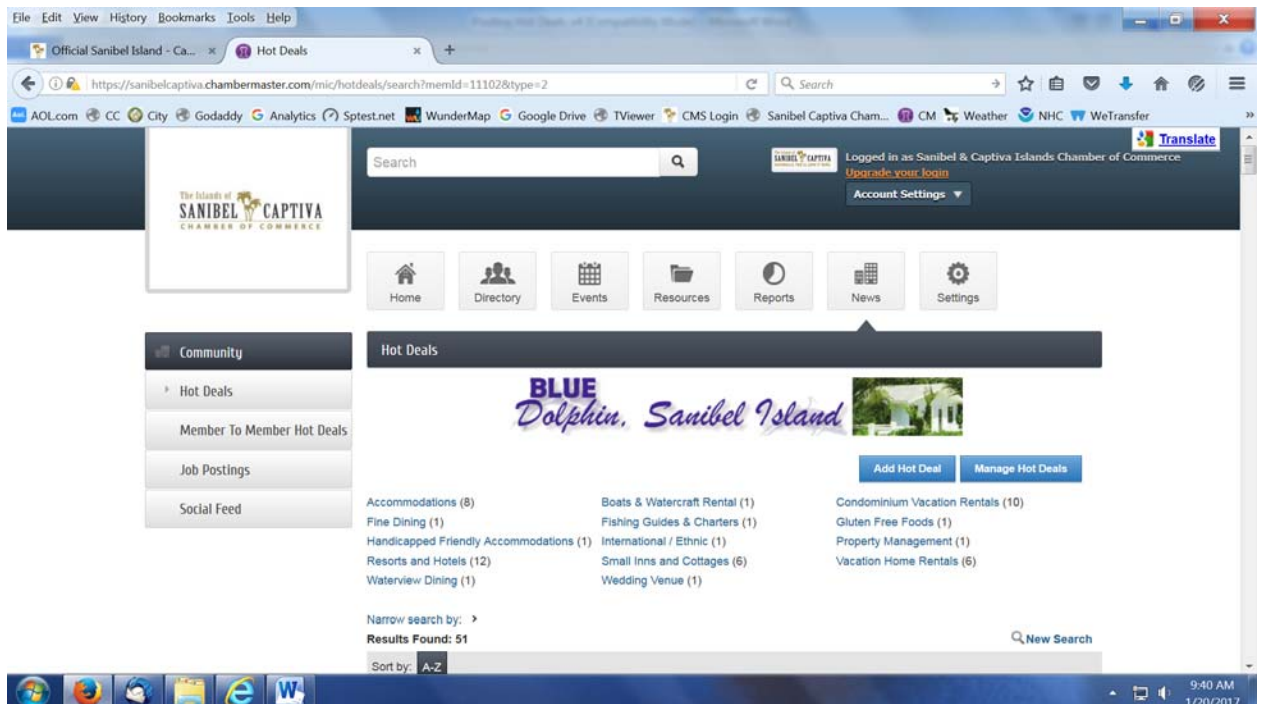 File Edit View History Bookmarks Tools Help
Official Sanibel Island - Ca... × Hot Deals × +
https://sanibelcaptiva.chambermaster.com/mic/hotdeals/search?memId=11102&type=2 Search
AOL.com CC City Godaddy Analytics Sptest.net WunderMap Google Drive TViewer CMS Login Sanibel Captiva Cham... CM Weather NHC WeTransfer »
Translate
Search
Logged in as Sanibel & Captiva Islands Chamber of Commerce
Upgrade your login
Account Settings ▼
The Islands of
SANIBEL CAPTIVA
CHAMBER OF COMMERCE
Home Directory Events Resources Reports News Settings
Community
Hot Deals
Member To Member Hot Deals
Job Postings
Social Feed
Hot Deals
BLUE
Dolphin, Sanibel Island
Add Hot Deal Manage Hot Deals
Accommodations (8) Boats & Watercraft Rental (1) Condominium Vacation Rentals (10)
Fine Dining (1) Fishing Guides & Charters (1) Gluten Free Foods (1)
Handicapped Friendly Accommodations (1) International / Ethnic (1) Property Management (1)
Resorts and Hotels (12) Small Inns and Cottages (6) Vacation Home Rentals (6)
Waterview Dining (1) Wedding Venue (1)
Narrow search by: ›
Results Found: 51 New Search
Sort by: A-Z
9:40 AM
1/20/2017